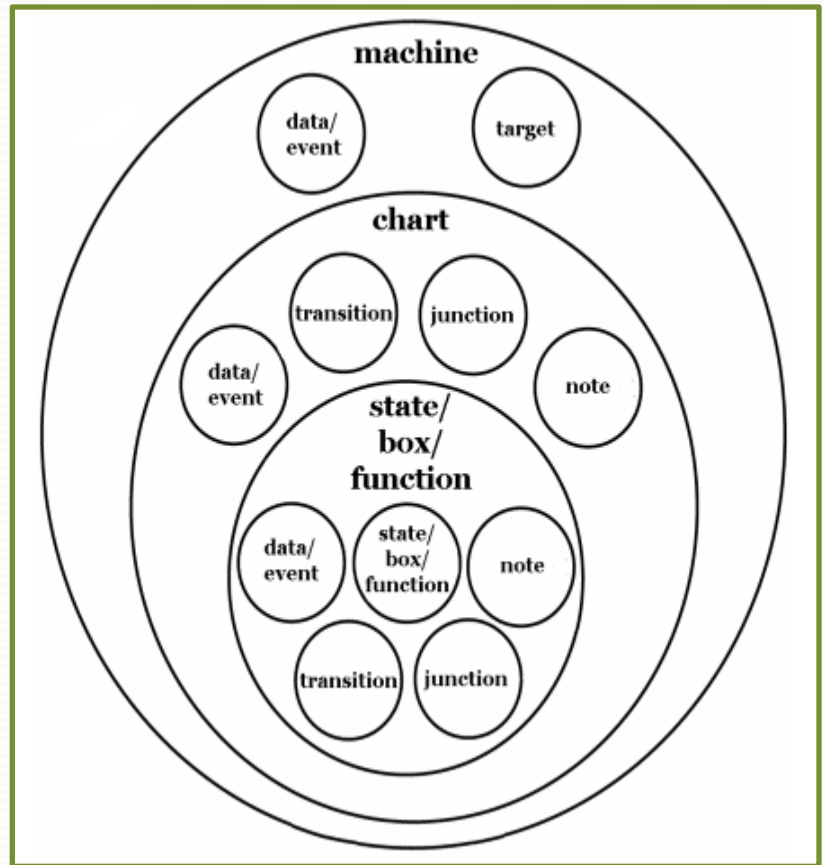 machine
data/
event
target
chart
transition
junction
data/
event
note
state/
box/
function
data/
event
state/
box/
function
note
transition
junction